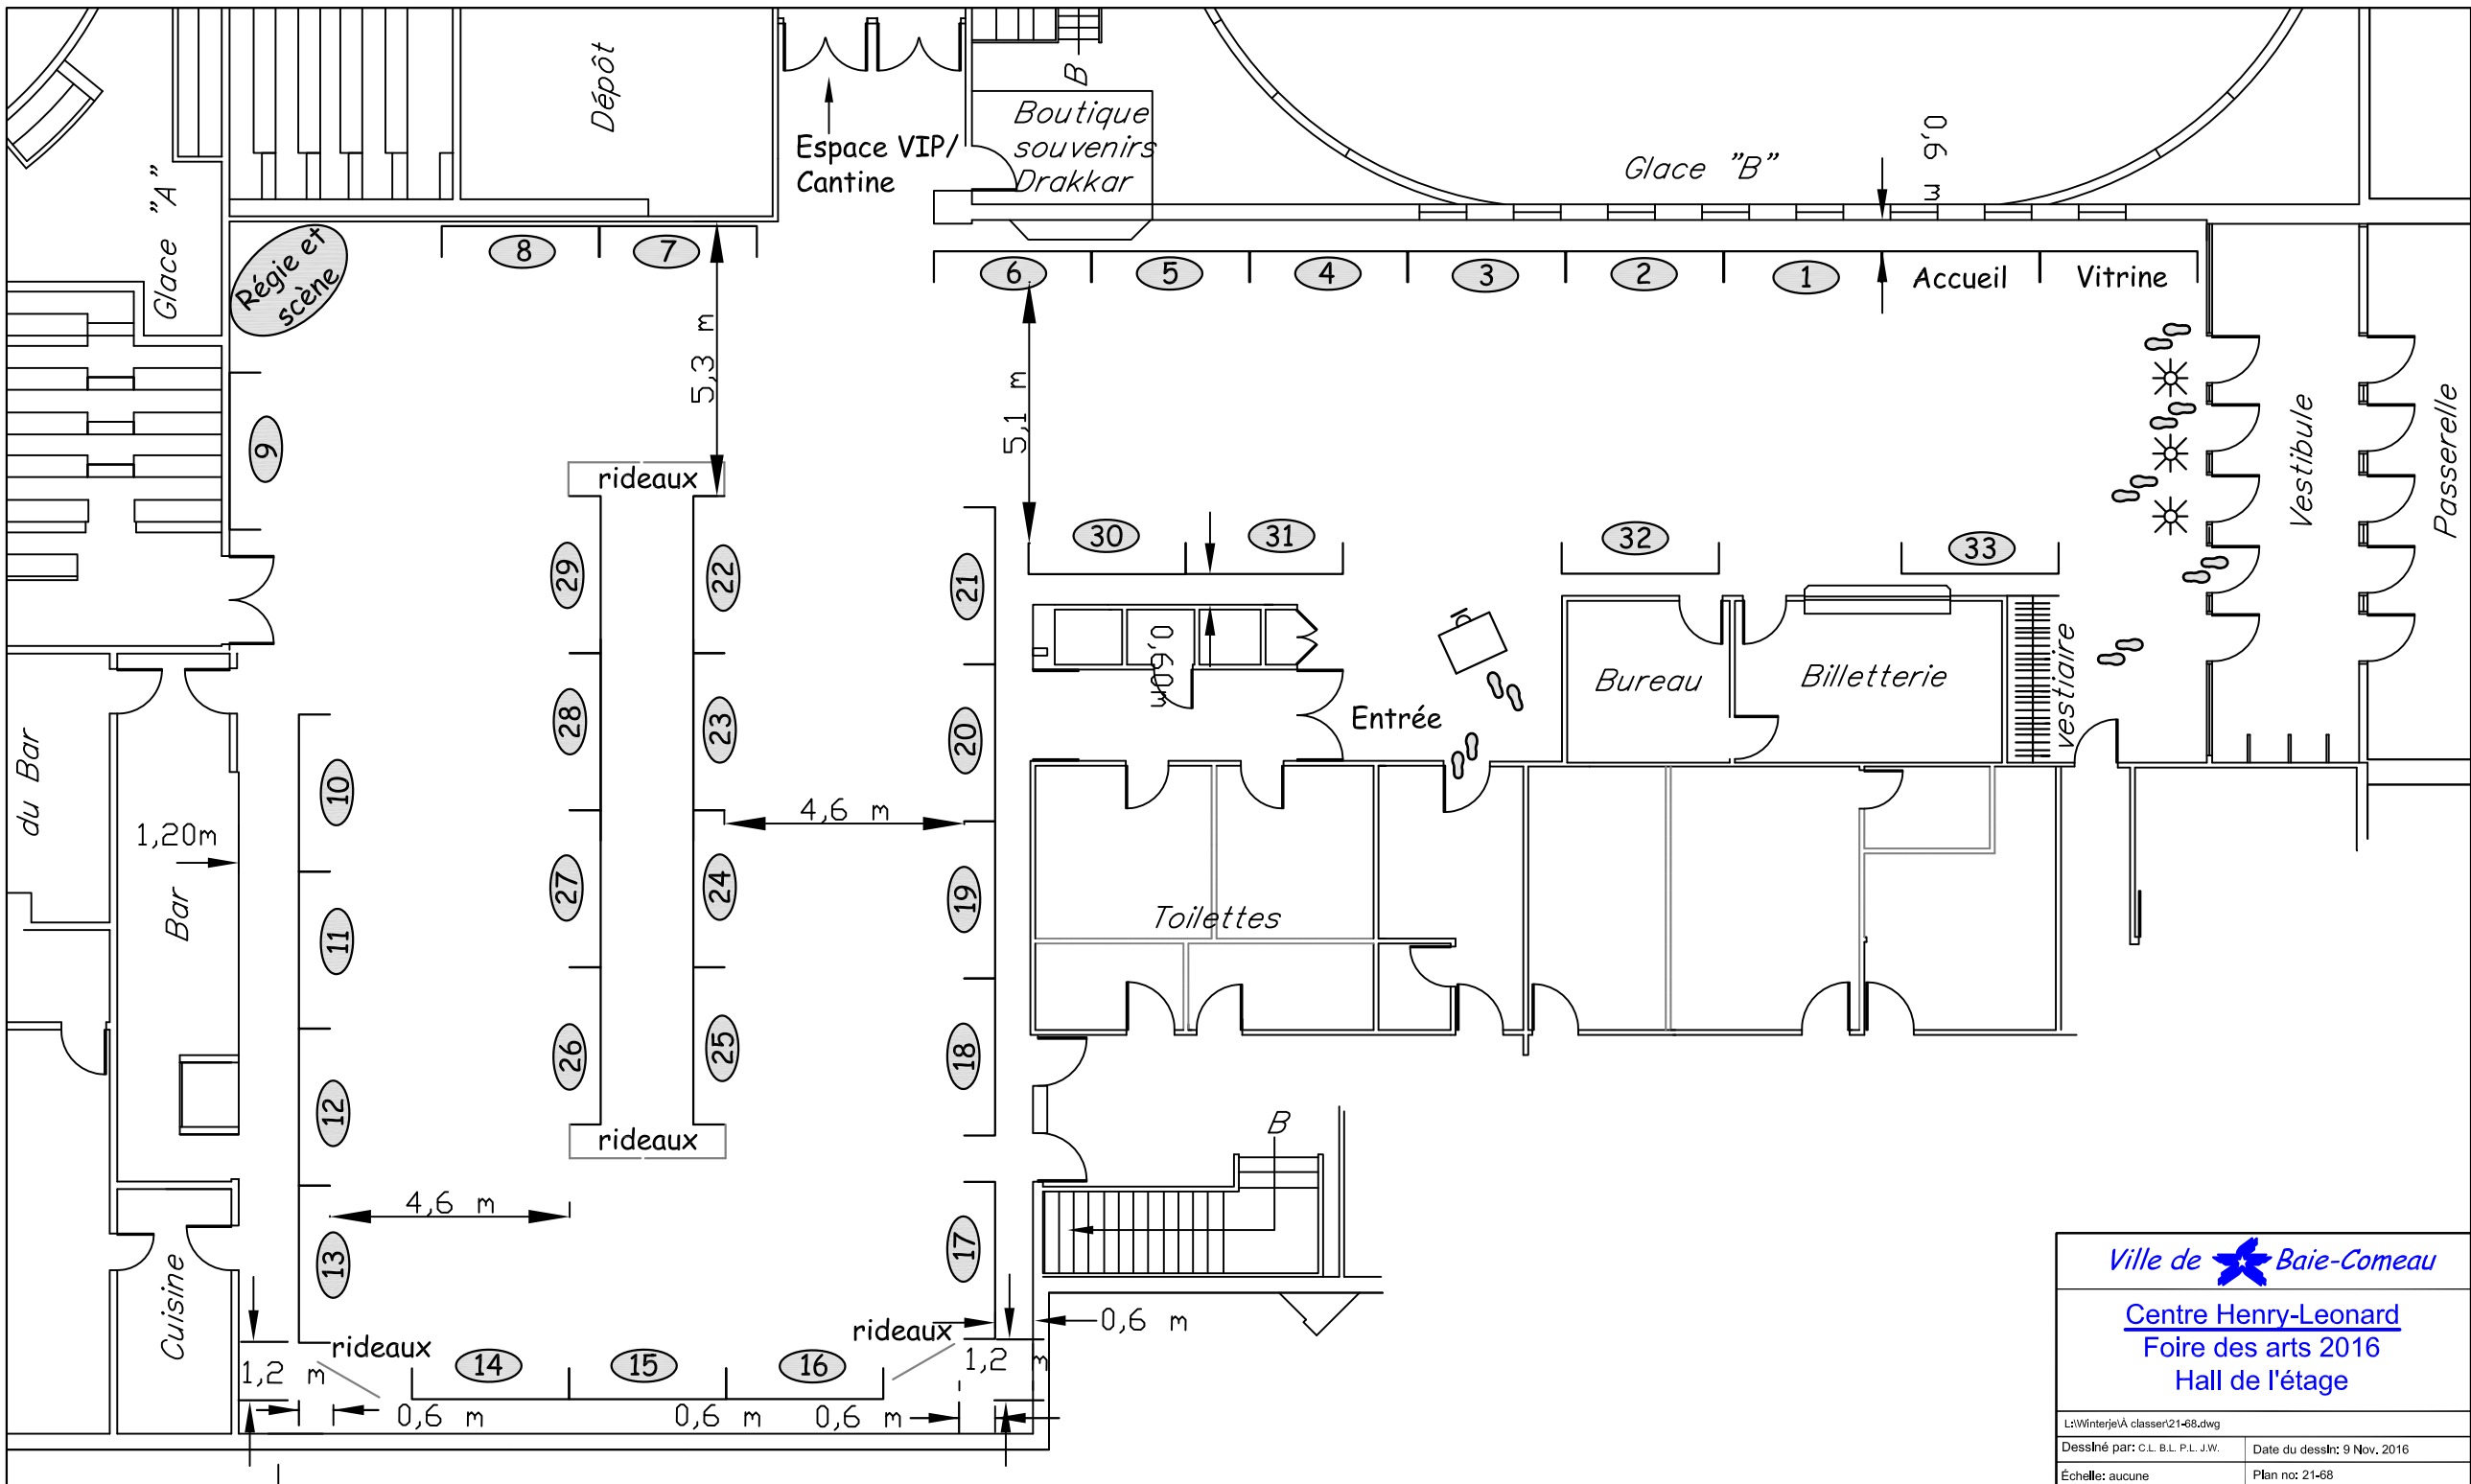 Dépôt
B
Boutique
souvenirs
Drakkar
Espace VIP/
Cantine
Glace "A"
Glace "B"
0,6 m
Régie et
scène
8
7
6
5
4
3
2
1
Accueil
Vitrine
5,3 m
5,1 m
9
rideaux
Vestibule
Passerelle
29
22
21
30
31
32
33
0,60m
28
23
20
Entrée
Bureau
Billetterie
vestiaire
du Bar
10
1,20m
4,6 m
Bar
11
27
24
19
Toilettes
12
26
25
18
rideaux
B
4,6 m
13
17
Cuisine
rideaux
rideaux
0,6 m
1,2 m
14
15
16
1,2 m
0,6 m
0,6 m
0,6 m
Ville de Baie-Comeau
Centre Henry-Leonard
Foire des arts 2016
Hall de l'étage
L:\Winterje\À classer\21-68.dwg
Dessiné par: C.L. B.L. P.L. J.W.
Date du dessin: 9 Nov. 2016
Échelle: aucune
Plan no: 21-68